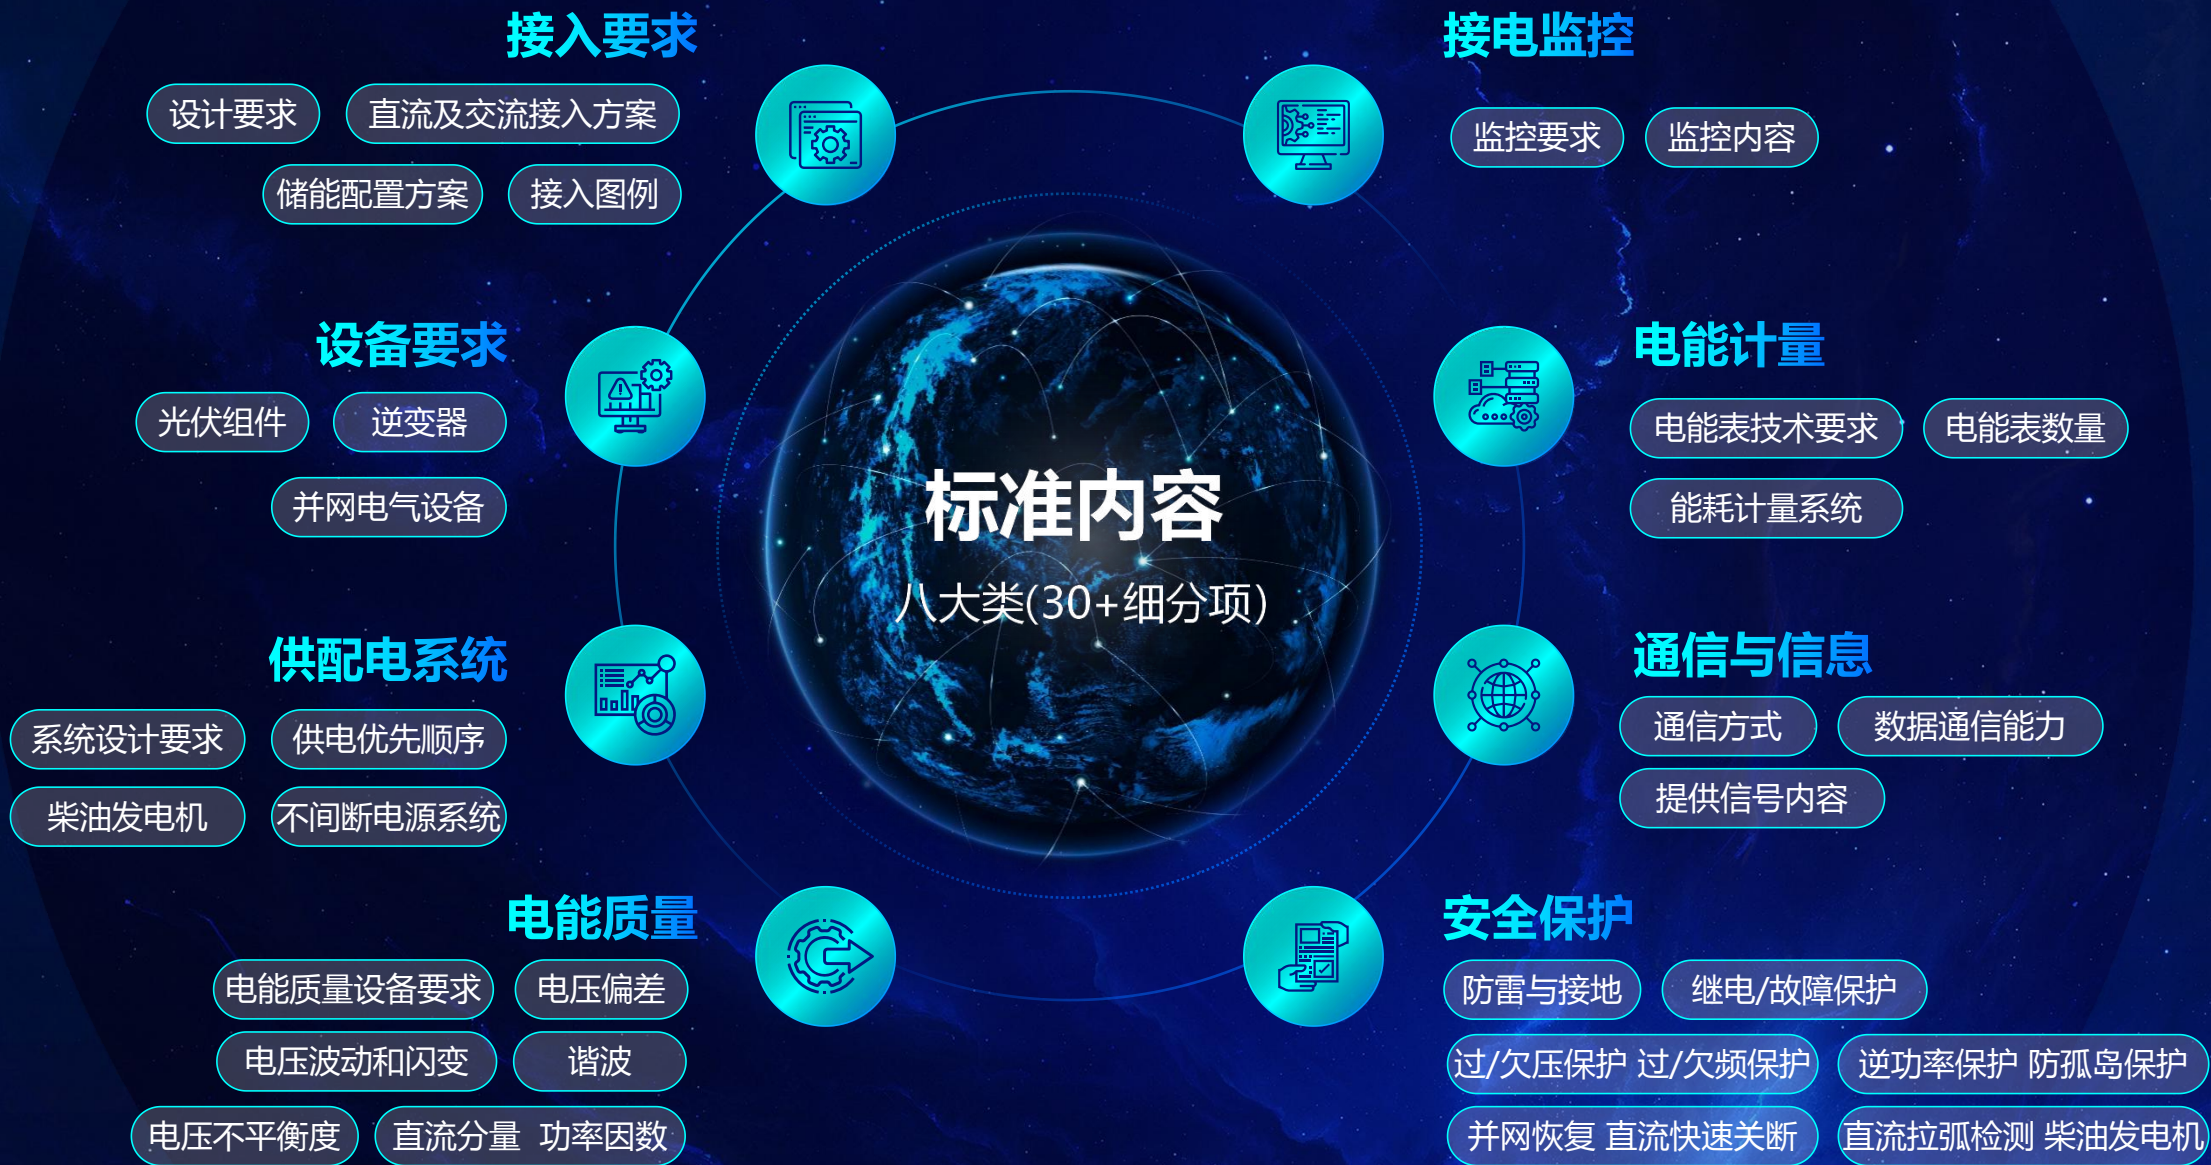 接入要求
设计要求 直流及交流接入方案
储能配置方案 接入图例
设备要求
光伏组件 逆变器
并网电气设备
供配电系统
系统设计要求 供电优先顺序
柴油发电机 不间断电源系统
电能质量
电能质量设备要求 电压偏差
电压波动和闪变 谐波
电压不平衡度 直流分量 功率因数
标准内容
八大类(30+细分项)
接电监控
监控要求 监控内容
电能计量
电能表技术要求 电能表数量
能耗计量系统
通信与信息
通信方式 数据通信能力
提供信号内容
安全保护
防雷与接地 继电/故障保护
过/欠压保护 过/欠频保护 逆功率保护 防孤岛保护
并网恢复 直流快速关断 直流拉弧检测 柴油发电机